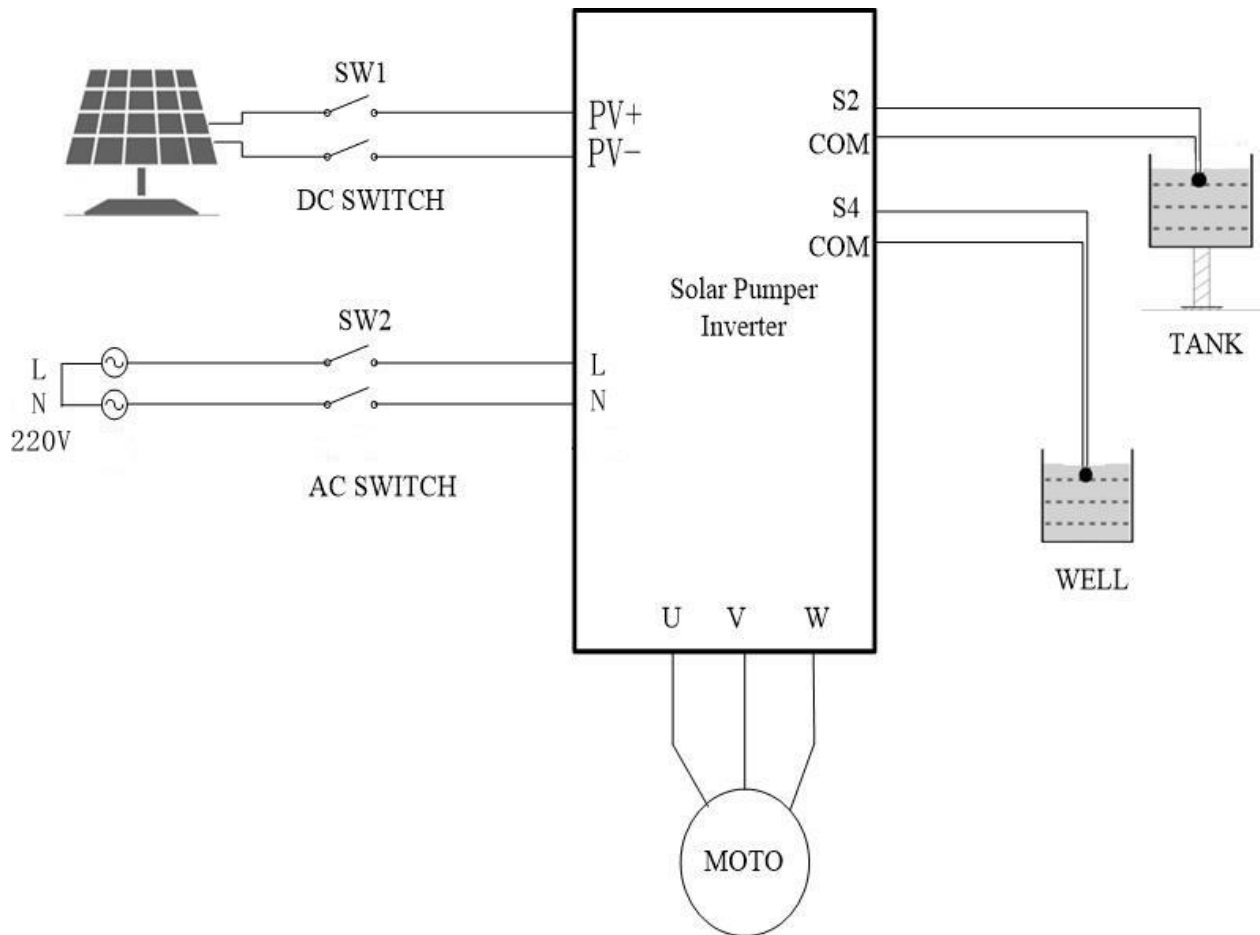 SW1
PV+
PV-
DC SWITCH
SW2
L
N
220V
L
N
AC SWITCH
S2
COM
S4
COM
Solar Pumper
Inverter
TANK
WELL
U V W
MOTO